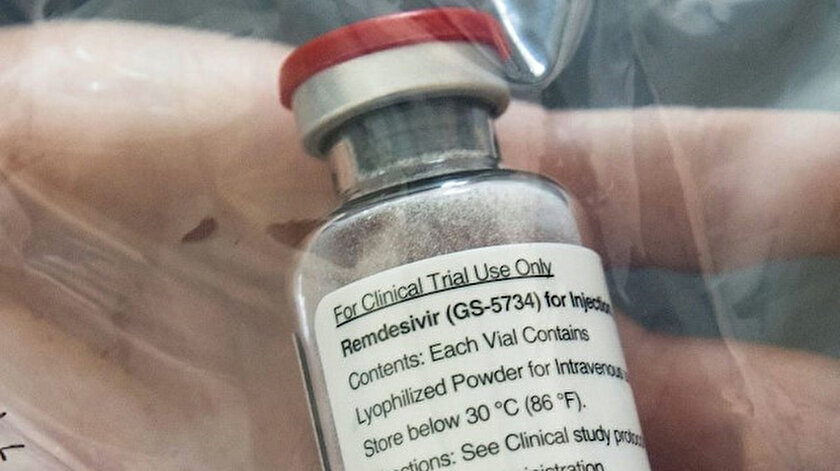 For Clinical Trial Use Only
Remdesivir (GS-5734) for Injection
Contents: Each Vial Contains
Lyophilized Powder for Intravenous
Store below 30 °C (86 °F).
See Clinical study